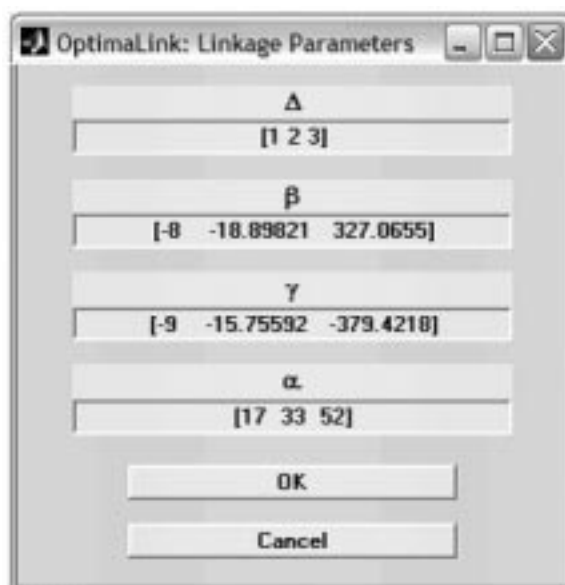 OptimaLink: Linkage Parameters
Δ
[1 2 3]
β
[-8 -18.89821 327.0655]
γ
[-9 -15.75592 -379.4218]
α
[17 33 52]
OK
Cancel